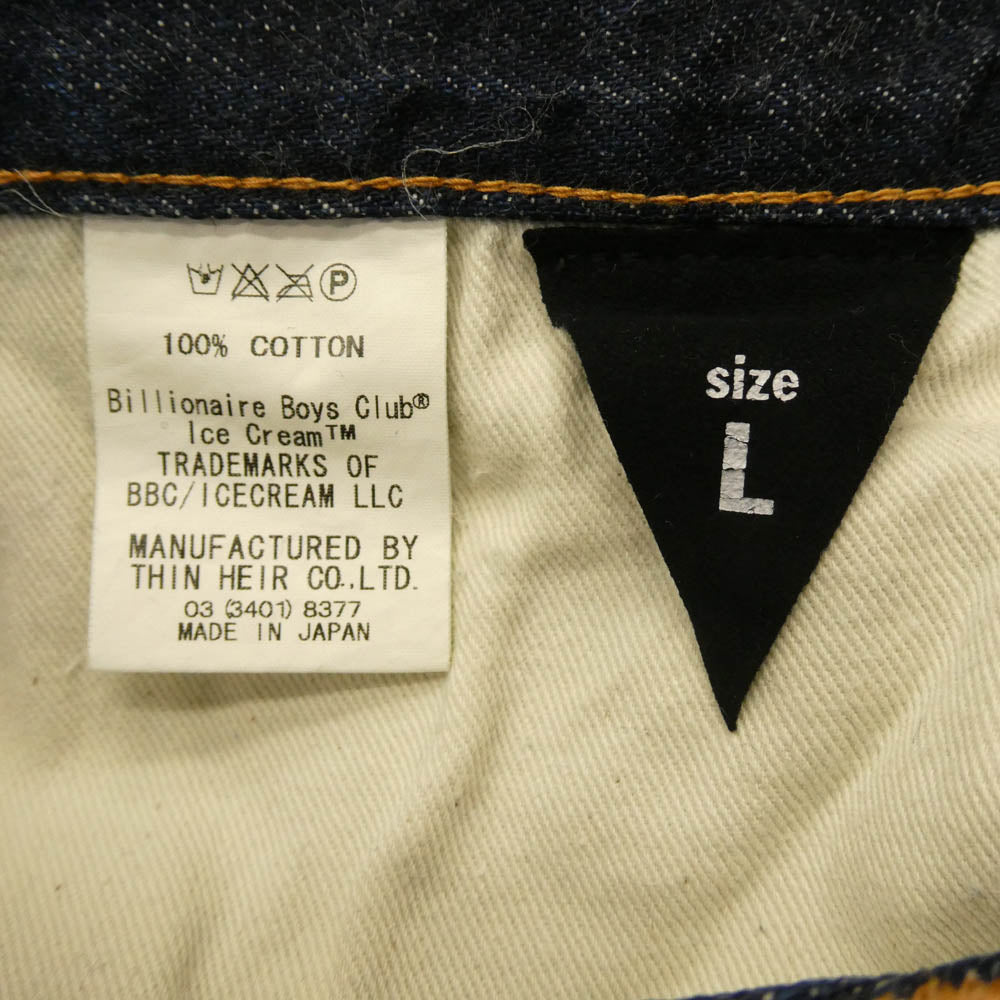 P
100% COTTON
Billionaire Boys Club®
Ice Cream™
TRADEMARKS OF
BBC/ICECREAM LLC
MANUFACTURED BY
THIN HEIR CO.,LTD.
03 (3401) 8377
MADE IN JAPAN
size
L